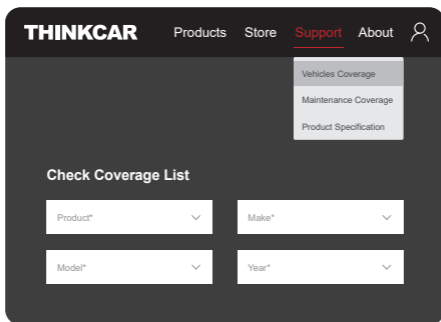 THINKCAR Products Store Support About
Vehicles Coverage
Maintenance Coverage
Product Specification
Check Coverage List
Product* Make*
Model* Year*